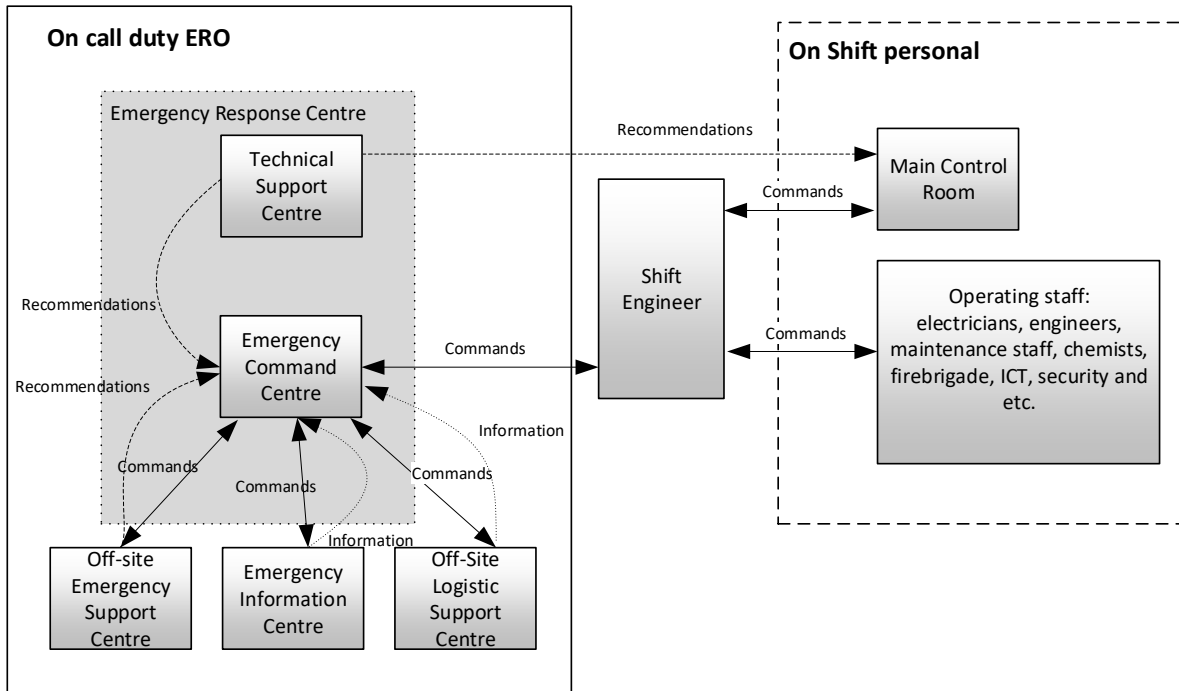 On call duty ERO
On Shift personal
Emergency Response Centre
Technical
Support
Centre
Recommendations
Main Control
Room
Commands
Shift
Engineer
Operating staff:
electricians, engineers,
maintenance staff, chemists,
firebrigade, ICT, security and
etc.
Commands
Recommendations
Emergency
Command
Centre
Commands
Recommendations
Information
Commands
Commands
Commands
Information
Off-site
Emergency
Support
Centre
Emergency
Information
Centre
Off-Site
Logistic
Support
Centre